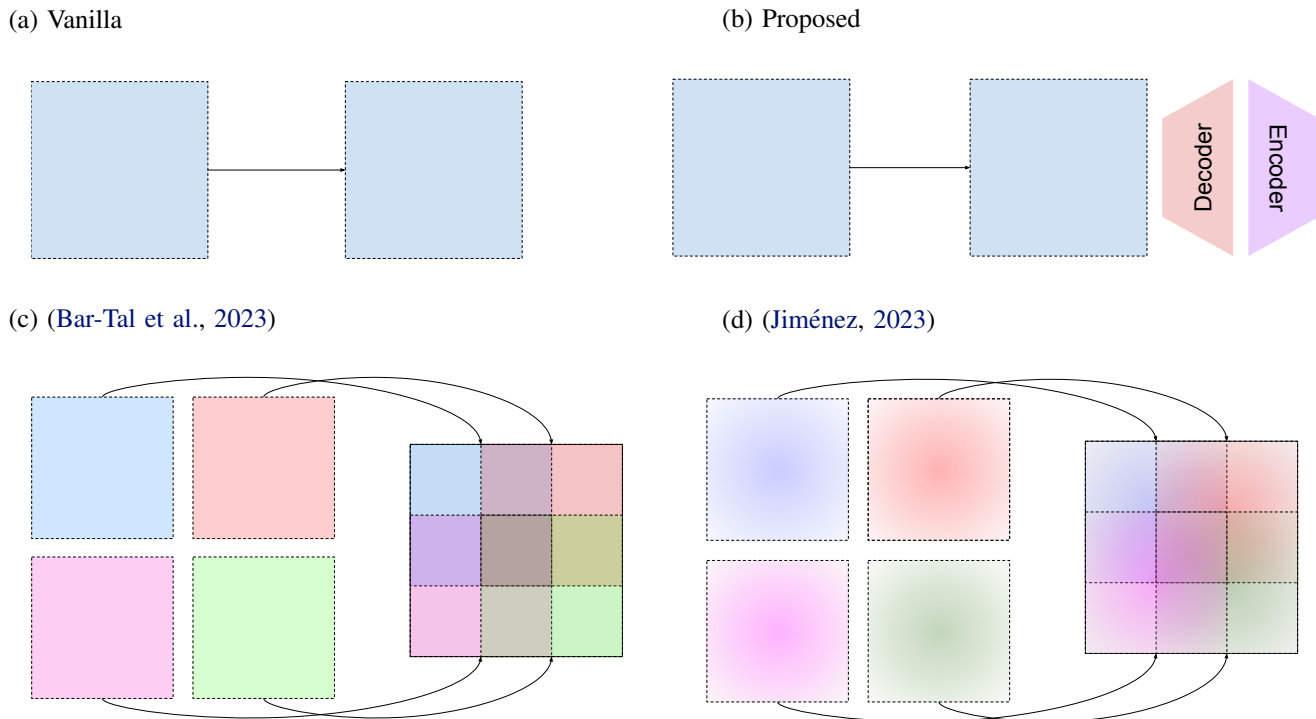 (a) Vanilla
(b) Proposed
Decoder
Encoder
(c) (Bar-Tal et al., 2023)
(d) (Jiménez, 2023)